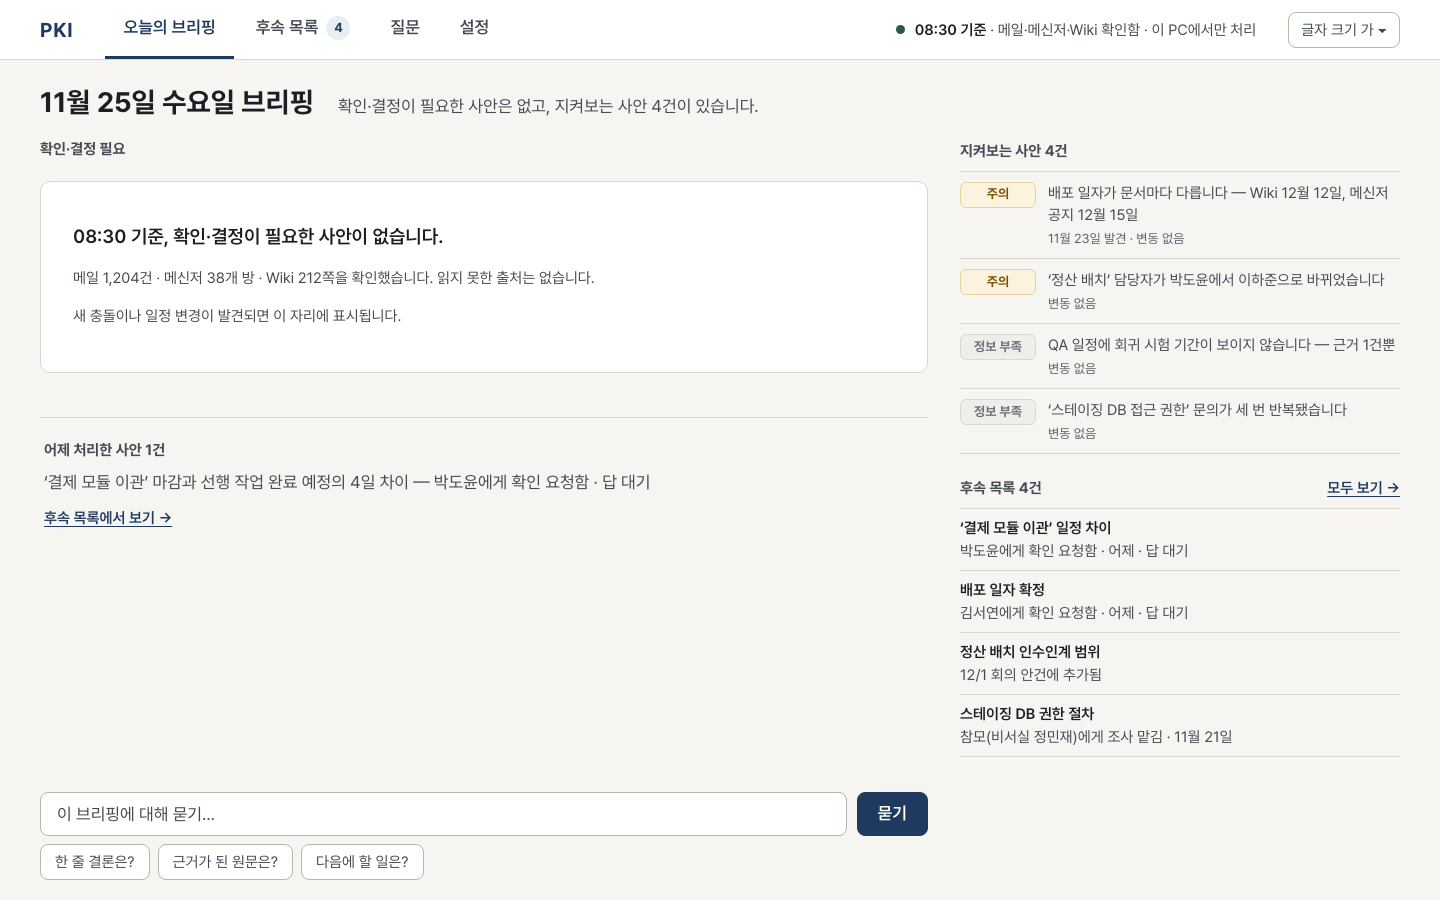 PKI
오늘의 브리핑
후속 목록 4
질문
설정
08:30 기준 · 메일·메신저·Wiki 확인함 · 이 PC에서만 처리
글자 크기 가
11월 25일 수요일 브리핑
확인·결정이 필요한 사안은 없고, 지켜보는 사안 4건이 있습니다.
확인·결정 필요
08:30 기준, 확인·결정이 필요한 사안이 없습니다.
메일 1,204건 · 메신저 38개 방 · Wiki 212쪽을 확인했습니다. 읽지 못한 출처는 없습니다.
새 충돌이나 일정 변경이 발견되면 이 자리에 표시됩니다.
어제 처리한 사안 1건
‘결제 모듈 이관’ 마감과 선행 작업 완료 예정의 4일 차이 — 박도윤에게 확인 요청함 · 답 대기
후속 목록에서 보기 →
이 브리핑에 대해 묻기...
묻기
한 줄 결론은?
근거가 된 원문은?
다음에 할 일은?
지켜보는 사안 4건
주의
배포 일자가 문서마다 다릅니다 — Wiki 12월 12일, 메신저
공지 12월 15일
11월 23일 발견 · 변동 없음
주의
‘정산 배치’ 담당자가 박도윤에서 이하준으로 바뀌었습니다
변동 없음
정보 부족
QA 일정에 회귀 시험 기간이 보이지 않습니다 — 근거 1건뿐
변동 없음
정보 부족
‘스테이징 DB 접근 권한’ 문의가 세 번 반복됐습니다
변동 없음
후속 목록 4건
모두 보기 →
‘결제 모듈 이관’ 일정 차이
박도윤에게 확인 요청함 · 어제 · 답 대기
배포 일자 확정
김서연에게 확인 요청함 · 어제 · 답 대기
정산 배치 인수인계 범위
12/1 회의 안건에 추가됨
스테이징 DB 권한 절차
참모(비서실 정민재)에게 조사 맡김 · 11월 21일